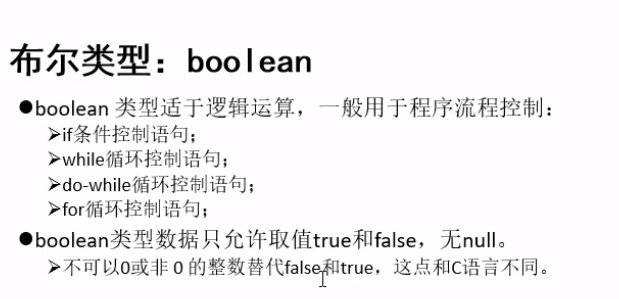 布尔类型：boolean
●boolean 类型适于逻辑运算，一般用于程序流程控制：
➢if条件控制语句；
➢while循环控制语句；
➢do-while循环控制语句；
➢for循环控制语句；
●boolean类型数据只允许取值true和false，无null。
➢不可以0或非 0 的整数替代false和true，这点和C语言不同。